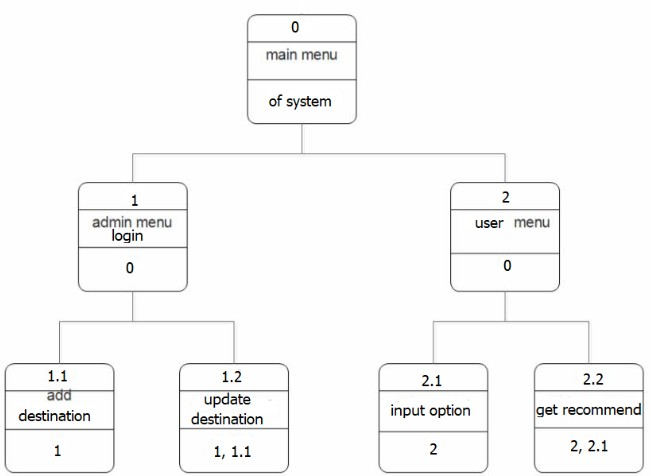 0
main menu
of system
1
admin menu
login
0
2
user menu
0
1.1
add
destination
1
1.2
update
destination
1, 1.1
2.1
input option
2
2.2
get recommend
2, 2.1